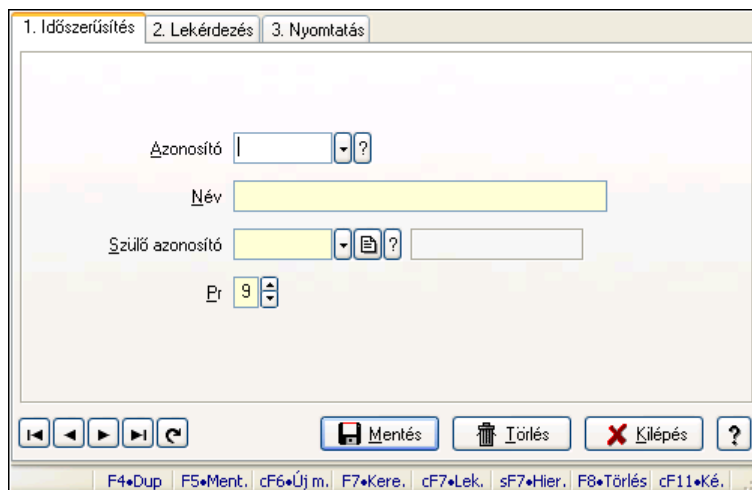 1. Időszerűsítés 2. Lekérdezés 3. Nyomtatás
Azonosító ?
Név
Szülő azonosító ?
Pr 9
Mentés Törlés Kilépés ?
F4•Dup F5•Ment. cF6•Új m. F7•Kere. cF7•Lek. sF7•Hier. F8•Törlés cF11•Ké.